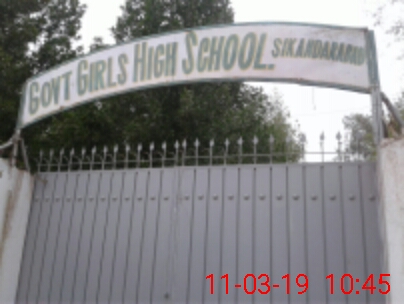 GOVT GIRLS HIGH SCHOOL. SIKANDARABAD
11-03-19 10:45